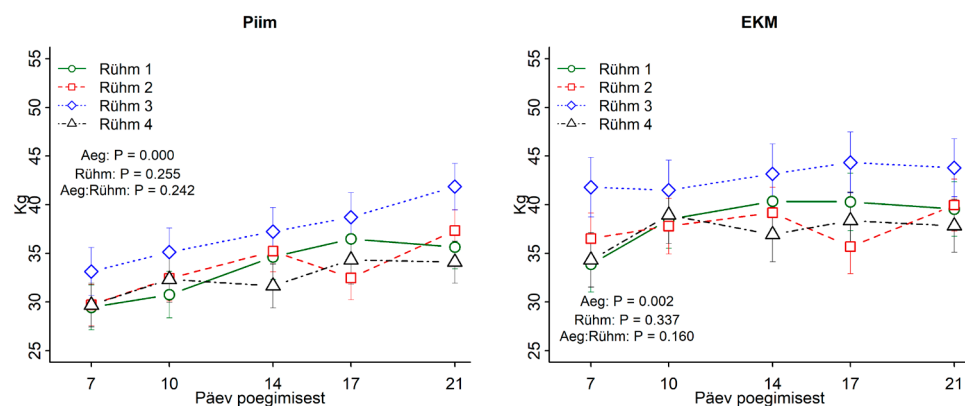 Piim
Kg
55
50
45
40
35
30
25
Rühm 1
Rühm 2
Rühm 3
Rühm 4
Aeg: P = 0.000
Rühm: P = 0.255
Aeg:Rühm: P = 0.242
7 10 14 17 21
Päev poegimisest
EKM
Kg
55
50
45
40
35
30
25
Rühm 1
Rühm 2
Rühm 3
Rühm 4
Aeg: P = 0.002
Rühm: P = 0.337
Aeg:Rühm: P = 0.160
7 10 14 17 21
Päev poegimisest